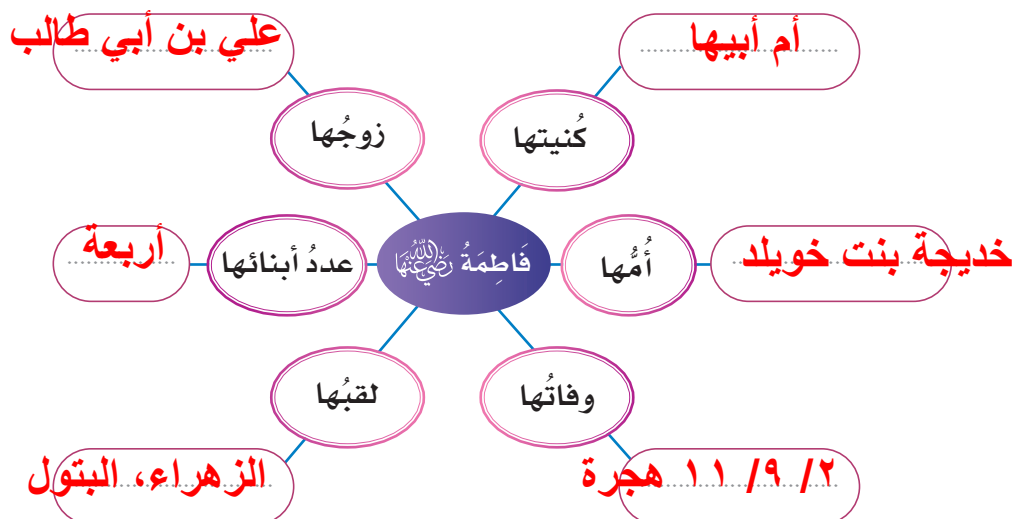 أم أبيها
علي بن أبي طالب
كُنيتها
زوجُها
خديجة بنت خويلد
أُمُّها
فَاطِمَةُ رَضِيَ اللَّهُ عَنْهَا
عددُ أبنائها
أربعة
وفاتُها
لقبُها
٢/ ٩/ ١١ هجرة
الزهراء، البتول